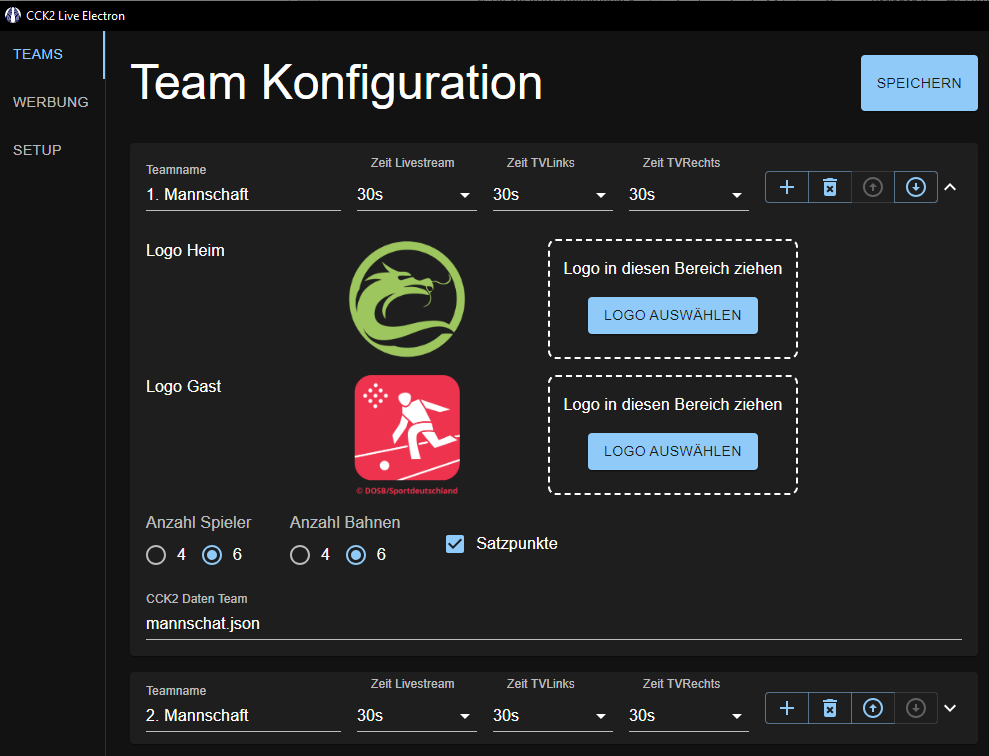 CCK2 Live Electron
TEAMS
WERBUNG
SETUP
Team Konfiguration
SPEICHERN
Teamname
1. Mannschaft
Zeit Livestream
30s
Zeit TVLinks
30s
Zeit TVRechts
30s
Logo Heim
Logo in diesen Bereich ziehen
LOGO AUSWÄHLEN
Logo Gast
© DOSB/Sportdeutschland
Logo in diesen Bereich ziehen
LOGO AUSWÄHLEN
Anzahl Spieler
4 6
Anzahl Bahnen
4 6
Satzpunkte
CCK2 Daten Team
mannschat.json
Teamname
2. Mannschaft
Zeit Livestream
30s
Zeit TVLinks
30s
Zeit TVRechts
30s